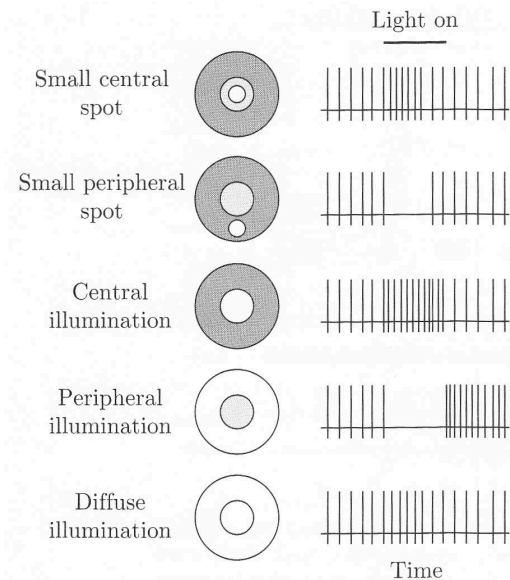 Light on
Small central
spot
Small peripheral
spot
Central
illumination
Peripheral
illumination
Diffuse
illumination
Time